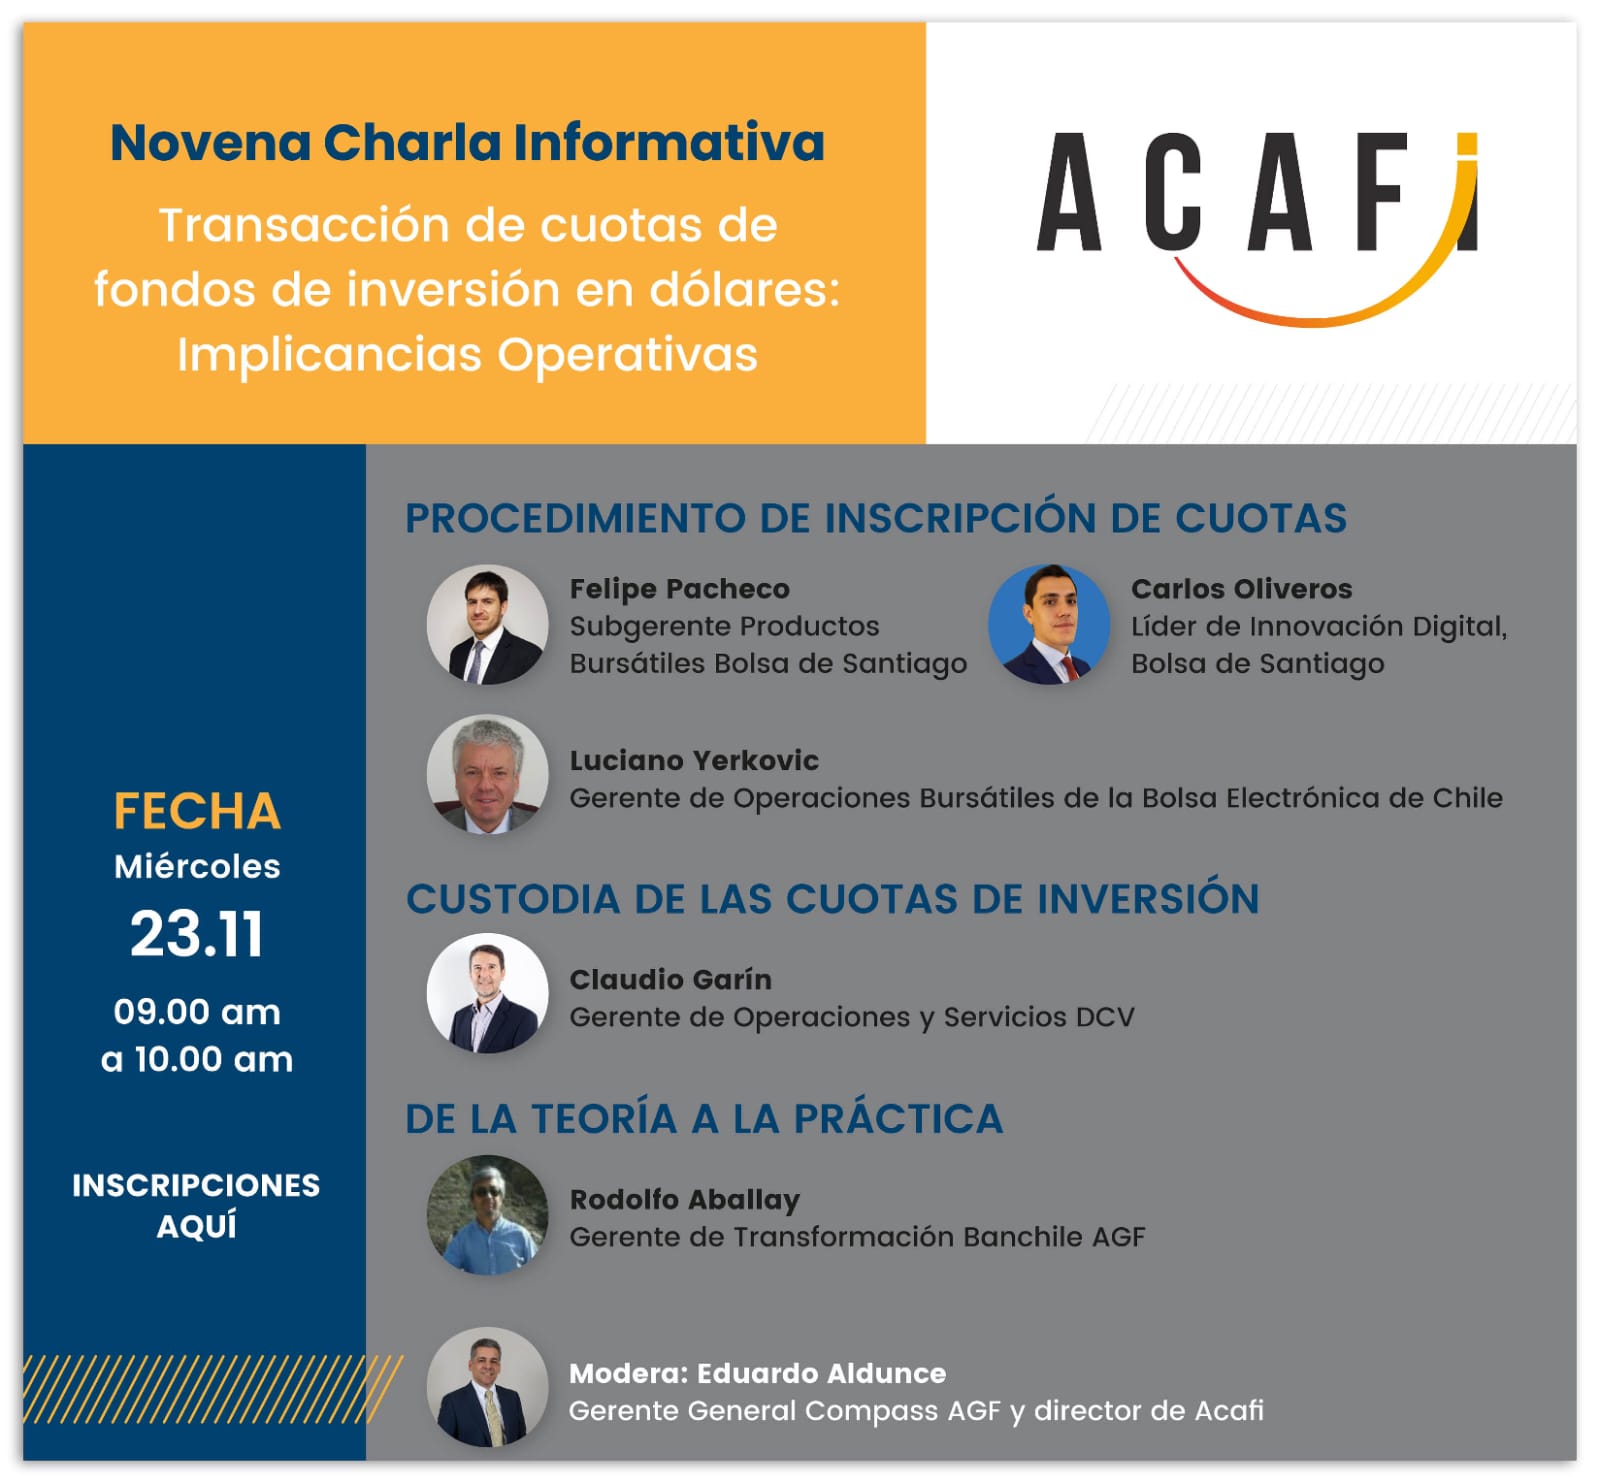 Novena Charla Informativa
Transacción de cuotas de
fondos de inversión en dólares:
Implicancias Operativas
ACAFi
FECHA
Miércoles
23.11
09.00 am
a 10.00 am
INSCRIPCIONES
AQUÍ
PROCEDIMIENTO DE INSCRIPCIÓN DE CUOTAS
Felipe Pacheco
Subgerente Productos
Bursátiles Bolsa de Santiago
Carlos Oliveros
Líder de Innovación Digital,
Bolsa de Santiago
Luciano Yerkovic
Gerente de Operaciones Bursátiles de la Bolsa Electrónica de Chile
CUSTODIA DE LAS CUOTAS DE INVERSIÓN
Claudio Garín
Gerente de Operaciones y Servicios DCV
DE LA TEORÍA A LA PRÁCTICA
Rodolfo Aballay
Gerente de Transformación Banchile AGF
Modera: Eduardo Aldunce
Gerente General Compass AGF y director de Acafi